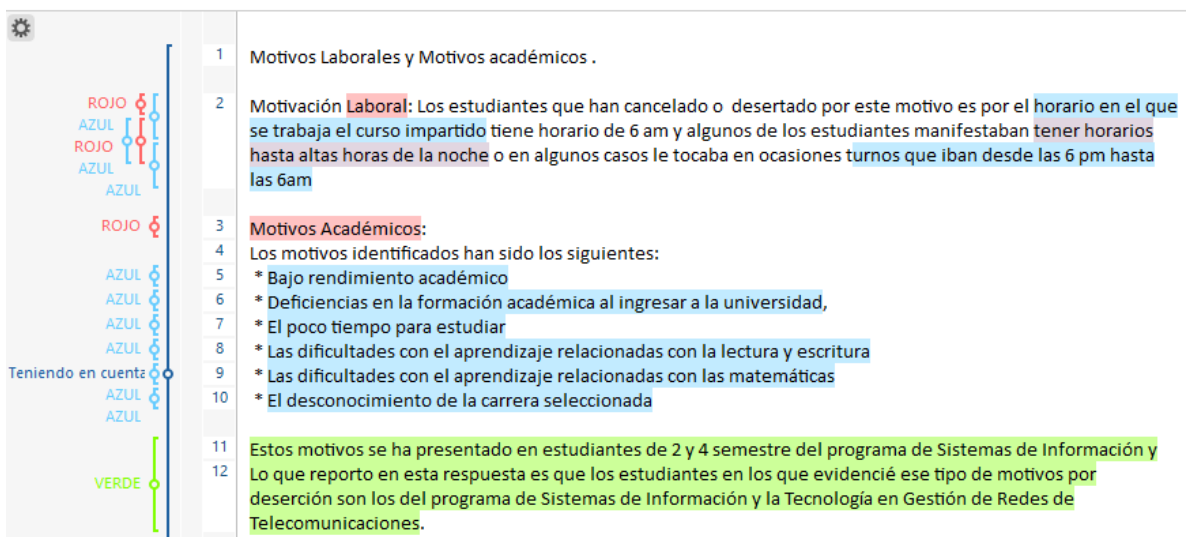 1 Motivos Laborales y Motivos académicos .
ROJO
AZUL
ROJO
AZUL
AZUL
2 Motivación Laboral: Los estudiantes que han cancelado o  desertado por este motivo es por el horario en el que
se trabaja el curso impartido tiene horario de 6 am y algunos de los estudiantes manifestaban tener horarios
hasta altas horas de la noche o en algunos casos le tocaba en ocasiones turnos que iban desde las 6 pm hasta
las 6am
ROJO
3 Motivos Académicos:
4 Los motivos identificados han sido los siguientes:
AZUL
5 * Bajo rendimiento académico
AZUL
6 * Deficiencias en la formación académica al ingresar a la universidad,
AZUL
7 * El poco tiempo para estudiar
AZUL
8 * Las dificultades con el aprendizaje relacionadas con la lectura y escritura
Teniendo en cuenta
9 * Las dificultades con el aprendizaje relacionadas con las matemáticas
AZUL
10 * El desconocimiento de la carrera seleccionada
AZUL
11 Estos motivos se ha presentado en estudiantes de 2 y 4 semestre del programa de Sistemas de Información y
VERDE
12 Lo que reporto en esta respuesta es que los estudiantes en los que evidencié ese tipo de motivos por
deserción son los del programa de Sistemas de Información y la Tecnología en Gestión de Redes de
Telecomunicaciones.